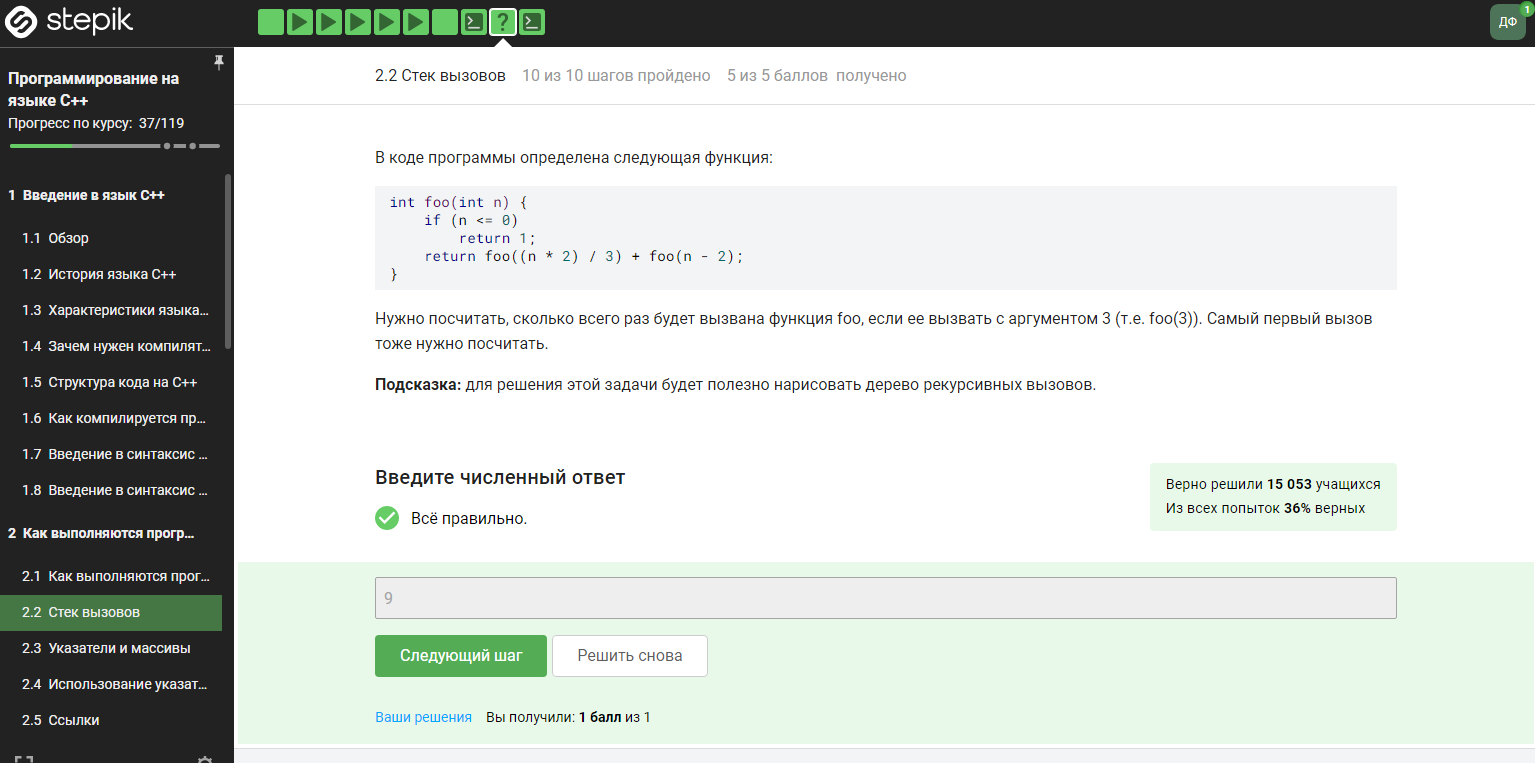 stepik
ДФ
1
Программирование на
языке C++
Прогресс по курсу: 37/119
1 Введение в язык C++
1.1 Обзор
1.2 История языка C++
1.3 Характеристики языка...
1.4 Зачем нужен компилят...
1.5 Структура кода на C++
1.6 Как компилируется пр...
1.7 Введение в синтаксис ...
1.8 Введение в синтаксис ...
2 Как выполняются прогр...
2.1 Как выполняются прог...
2.2 Стек вызовов
2.3 Указатели и массивы
2.4 Использование указат...
2.5 Ссылки
2.2 Стек вызовов 10 из 10 шагов пройдено 5 из 5 баллов получено
В коде программы определена следующая функция:
int foo(int n) {
    if (n <= 0)
        return 1;
    return foo((n * 2) / 3) + foo(n - 2);
}
Нужно посчитать, сколько всего раз будет вызвана функция foo, если ее вызвать с аргументом 3 (т.е. foo(3)). Самый первый вызов
тоже нужно посчитать.
Подсказка: для решения этой задачи будет полезно нарисовать дерево рекурсивных вызовов.
Введите численный ответ
Всё правильно.
Верно решили 15 053 учащихся
Из всех попыток 36% верных
9
Следующий шаг
Решить снова
Ваши решения Вы получили: 1 балл из 1